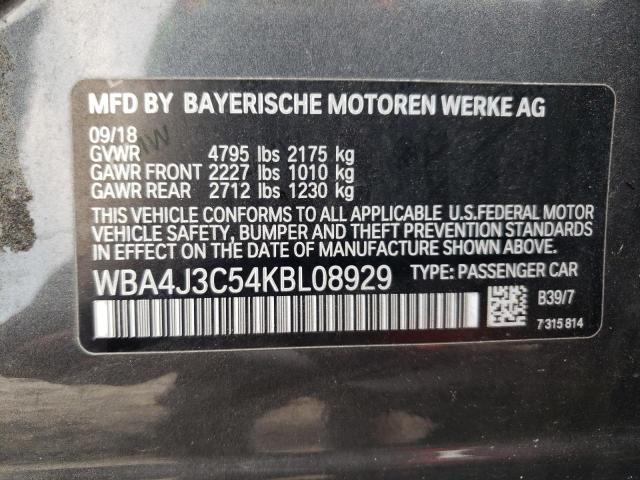 MFD BY BAYERISCHE MOTOREN WERKE AG
09/18
GVWR 4795 lbs 2175 kg
GAWR FRONT 2227 lbs 1010 kg
GAWR REAR 2712 lbs 1230 kg
THIS VEHICLE CONFORMS TO ALL APPLICABLE U.S.FEDERAL MOTOR
VEHICLE SAFETY, BUMPER AND THEFT PREVENTION STANDARDS
IN EFFECT ON THE DATE OF MANUFACTURE SHOWN ABOVE.
WBA4J3C54KBL08929 TYPE: PASSENGER CAR
B39/7
7 315 814